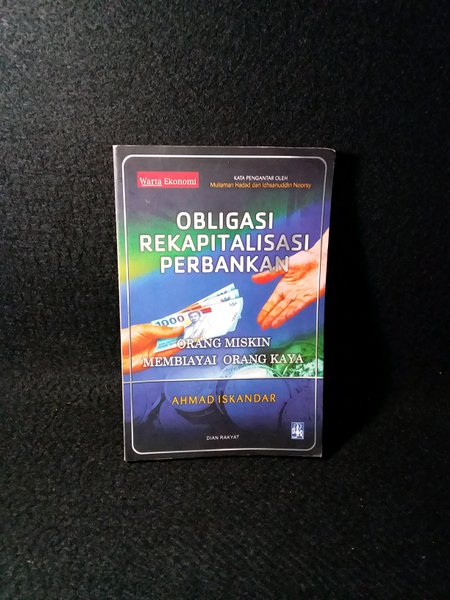 Warta Ekonomi
KATA PENGANTAR OLEH
Muliaman Hadad dan Ichsanuddin Noorsy
OBLIGASI
REKAPITALISASI
PERBANKAN
1000
ORANG MISKIN
MEMBIAYAI ORANG KAYA
AHMAD ISKANDAR
DIAN RAKYAT